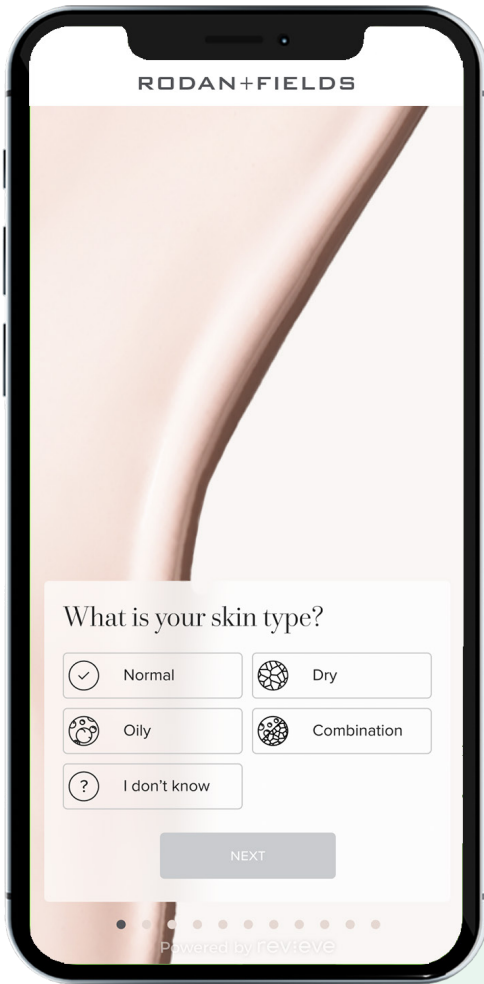 RODAN+FIELDS
What is your skin type?
Normal
Dry
Oily
Combination
? I don't know
NEXT
Powered by revieve